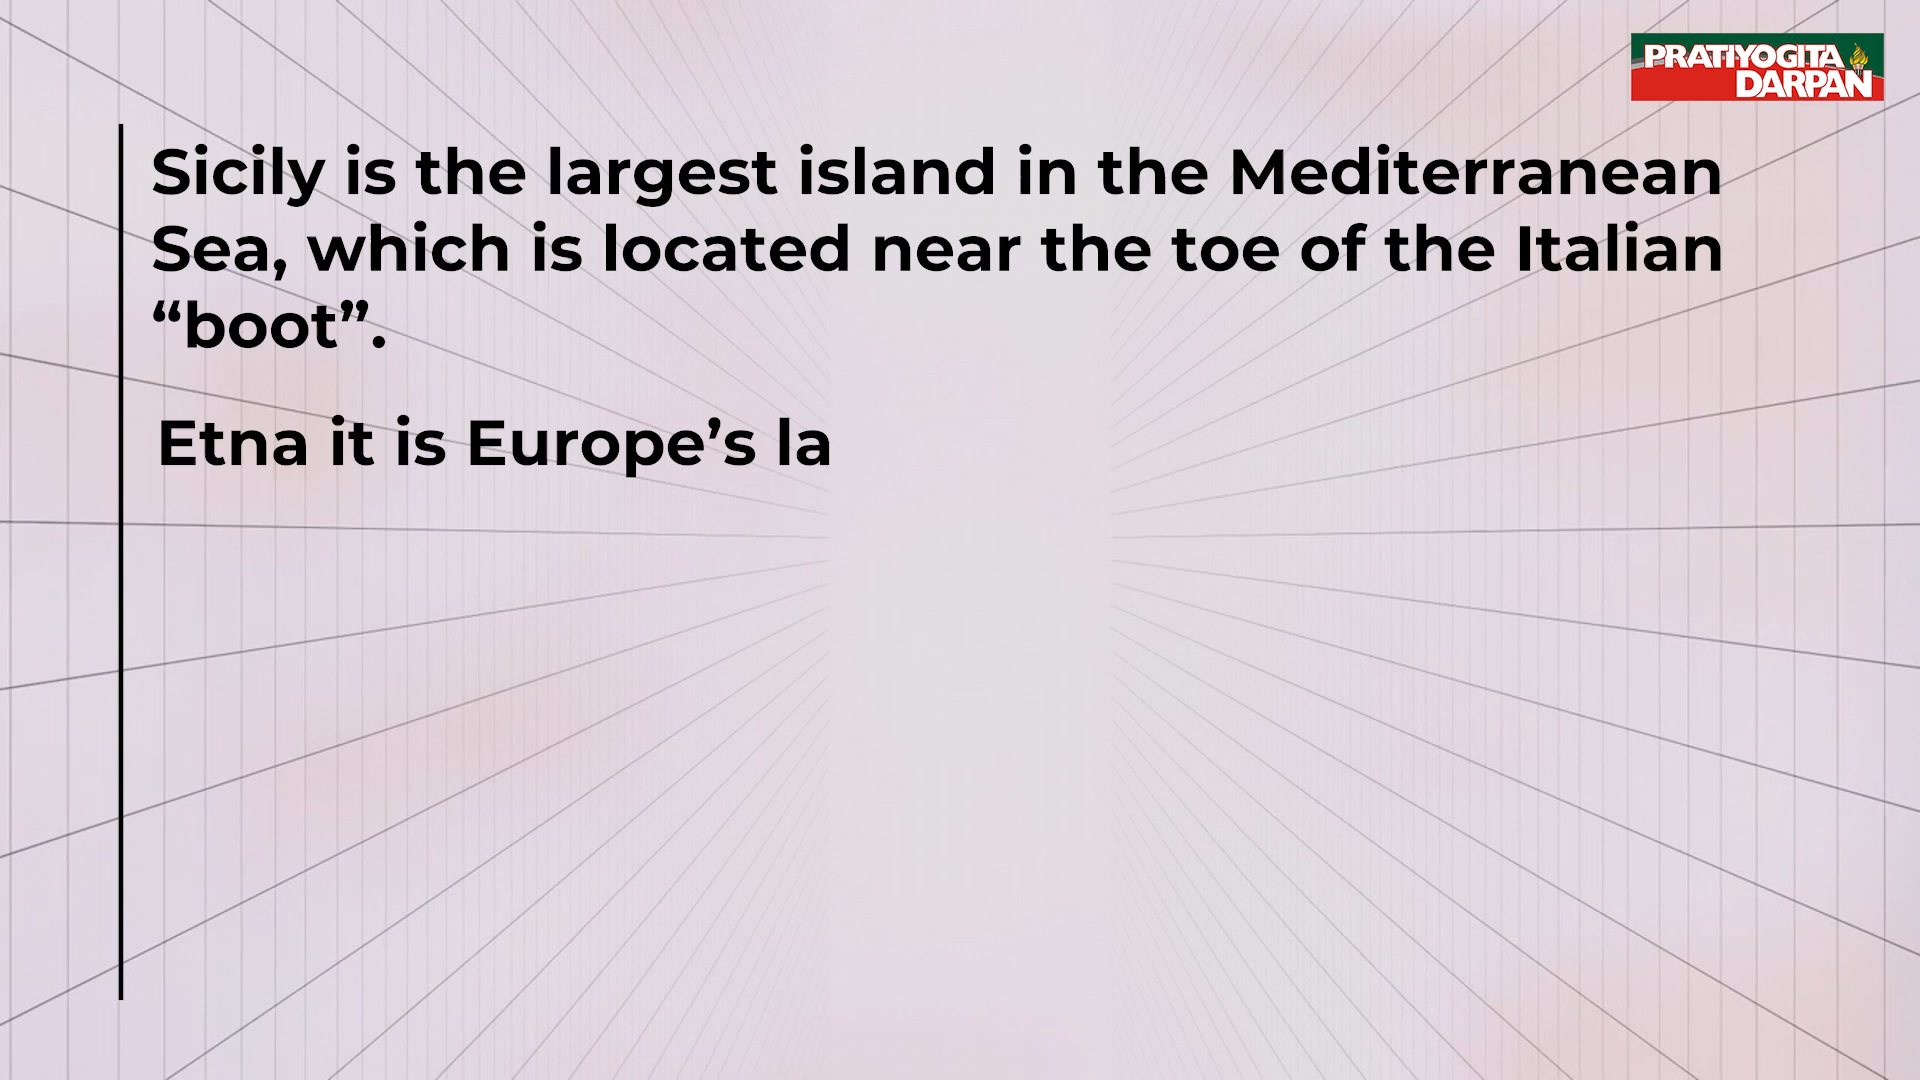 PRATIYOGITA
DARPAN
Sicily is the largest island in the Mediterranean
Sea, which is located near the toe of the Italian
“boot”.
Etna it is Europe’s la